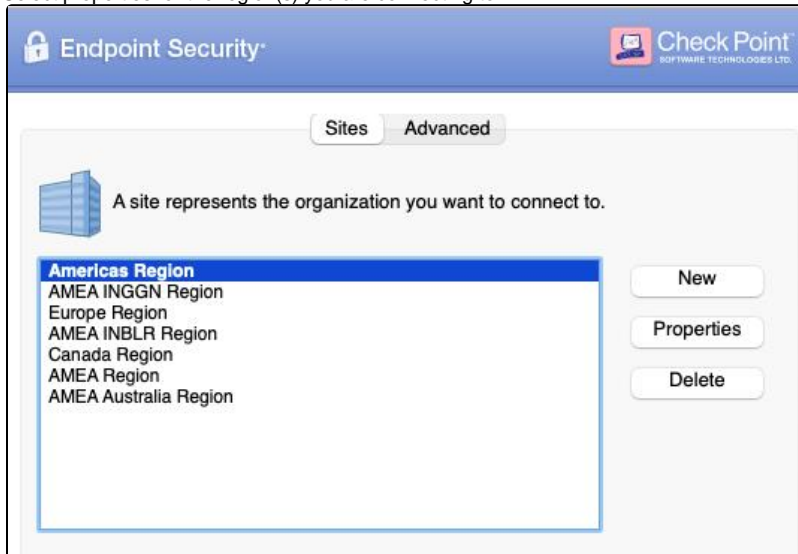 Endpoint Security
Check Point
SOFTWARE TECHNOLOGIES LTD.
Sites
Advanced
A site represents the organization you want to connect to.
Americas Region
AMEA INGGN Region
Europe Region
AMEA INBLR Region
Canada Region
AMEA Region
AMEA Australia Region
New
Properties
Delete